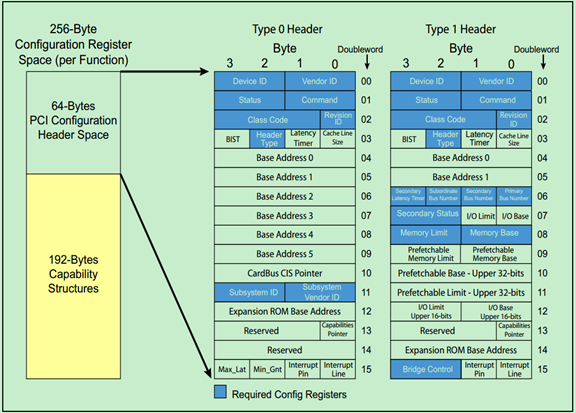 256-Byte
Configuration Register
Space (per Function)
64-Bytes
PCI Configuration
Header Space
192-Bytes
Capability
Structures
Type 0 Header
Byte
Doubleword
3 2 1 0
Device ID Vendor ID 00
Status Command 01
Class Code Revision ID 02
BIST Header Type Latency Timer Cache Line Size 03
Base Address 0 04
Base Address 1 05
Base Address 2 06
Base Address 3 07
Base Address 4 08
Base Address 5 09
CardBus CIS Pointer 10
Subsystem ID Subsystem Vendor ID 11
Expansion ROM Base Address 12
Reserved Capabilities Pointer 13
Reserved 14
Max_Lat Min_Gnt Interrupt Pin Interrupt Line 15
Type 1 Header
Byte
Doubleword
3 2 1 0
Device ID Vendor ID 00
Status Command 01
Class Code Revision ID 02
BIST Header Type Latency Timer Cache Line Size 03
Base Address 0 04
Base Address 1 05
Secondary Latency Timer Subordinate Bus Number Secondary Bus Number Primary Bus Number 06
Secondary Status I/O Limit I/O Base 07
Memory Limit Memory Base 08
Prefetchable Memory Limit Prefetchable Memory Base 09
Prefetchable Base - Upper 32-bits 10
Prefetchable Limit - Upper 32-bits 11
I/O Limit Upper 16-bits I/O Base Upper 16-bits 12
Reserved Capabilities Pointer 13
Expansion ROM Base Address 14
Bridge Control Interrupt Pin Interrupt Line 15
Required Config Registers